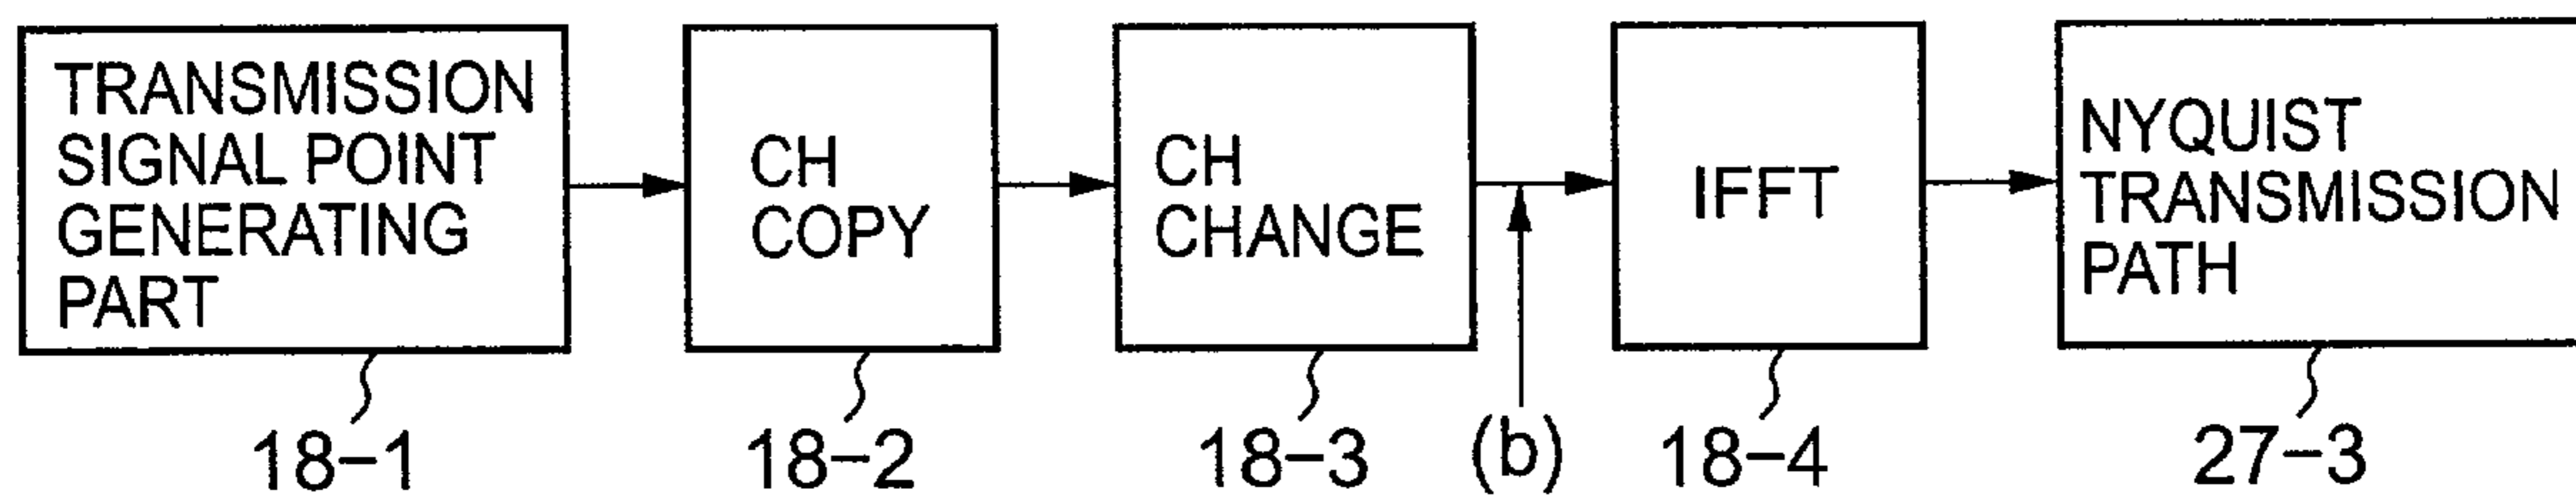 TRANSMISSION
SIGNAL POINT
GENERATING
PART
CH
COPY
CH
CHANGE
IFFT
NYQUIST
TRANSMISSION
PATH
18-1
18-2
18-3
(b)
18-4
27-3